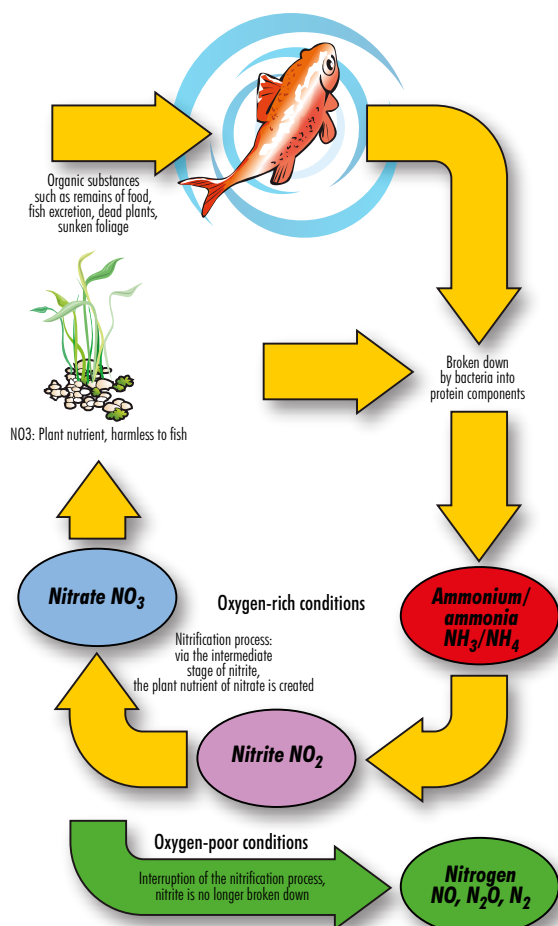 Organic substances
such as remains of food,
fish excretion, dead plants,
sunken foliage
Broken down
by bacteria into
protein components
NO3: Plant nutrient, harmless to fish
Nitrate NO₃
Oxygen-rich conditions
Ammonium/
ammonia
NH₃/NH₄
Nitrification process:
via the intermediate
stage of nitrite,
the plant nutrient of nitrate is created
Nitrite NO₂
Oxygen-poor conditions
Interruption of the nitrification process,
nitrite is no longer broken down
Nitrogen
NO, N₂O, N₂